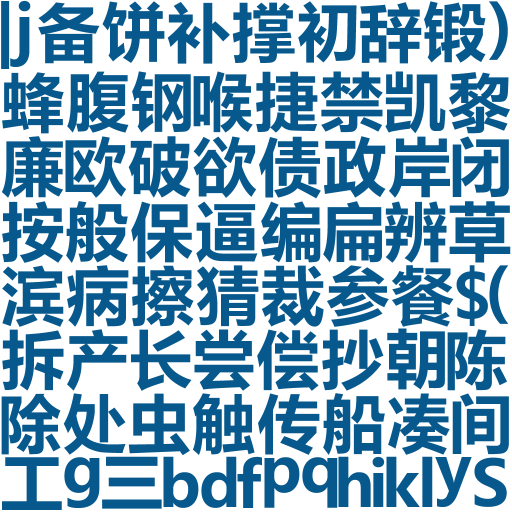 |j备饼补撑初辞锻)
蜂腹钢喉捷禁凯黎
廉欧破欲债政岸闭
按般保逼编扁辨草
滨病擦猜裁参餐$(
拆产长尝偿抄朝陈
除处虫触传船凑间
工g三bdfpqhiklyS